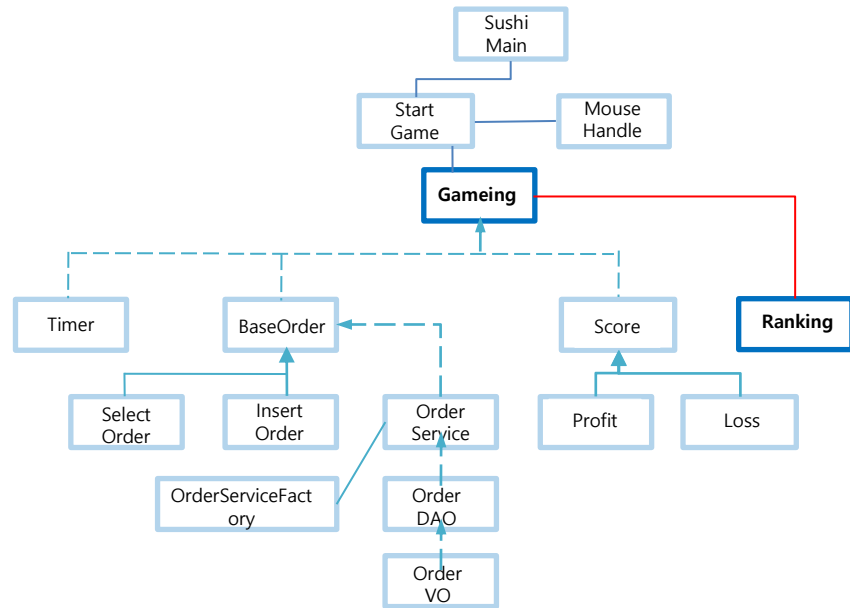 Sushi
Main
Start
Game
Mouse
Handle
Gameing
Timer
BaseOrder
Score
Ranking
Select
Order
Insert
Order
Order
Service
Profit
Loss
OrderServiceFact
ory
Order
DAO
Order
VO